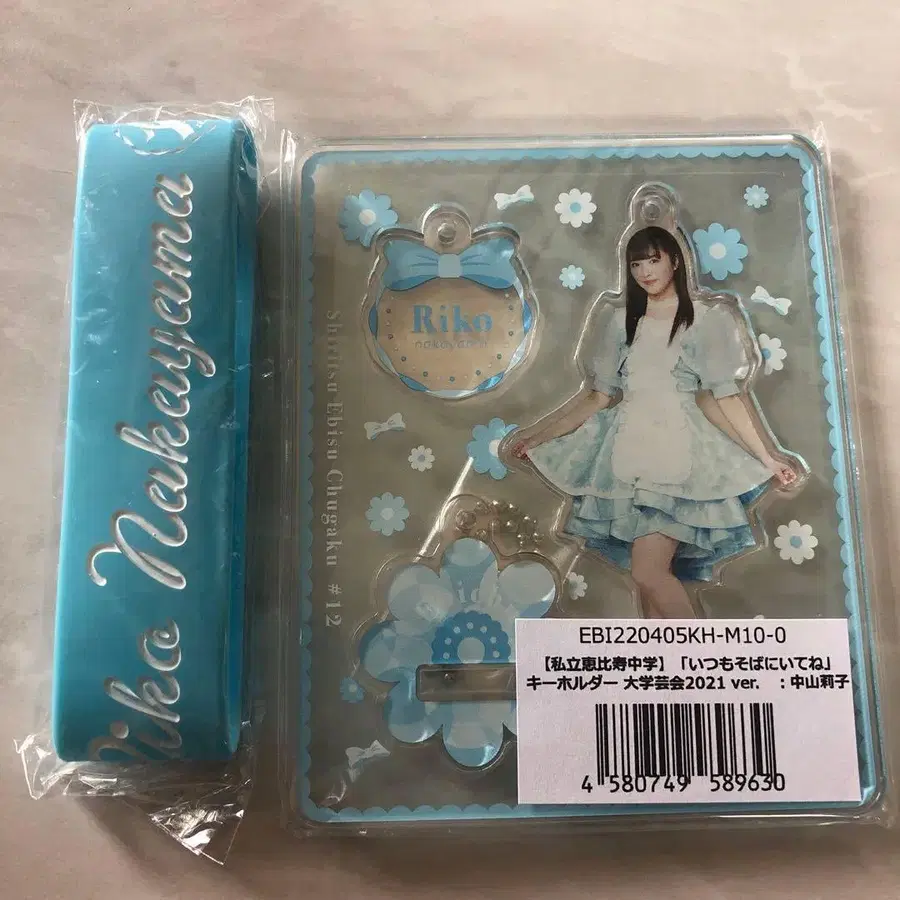 Riko Nakayama
Riko
nakayama
Shiritsu Ebisu Chugaku #12
EBI220405KH-M10-0
【私立恵比寿中学】「いつもそばにいてね」
キーホルダー 大学芸会2021 ver. ：中山莉子
4 580749 589630